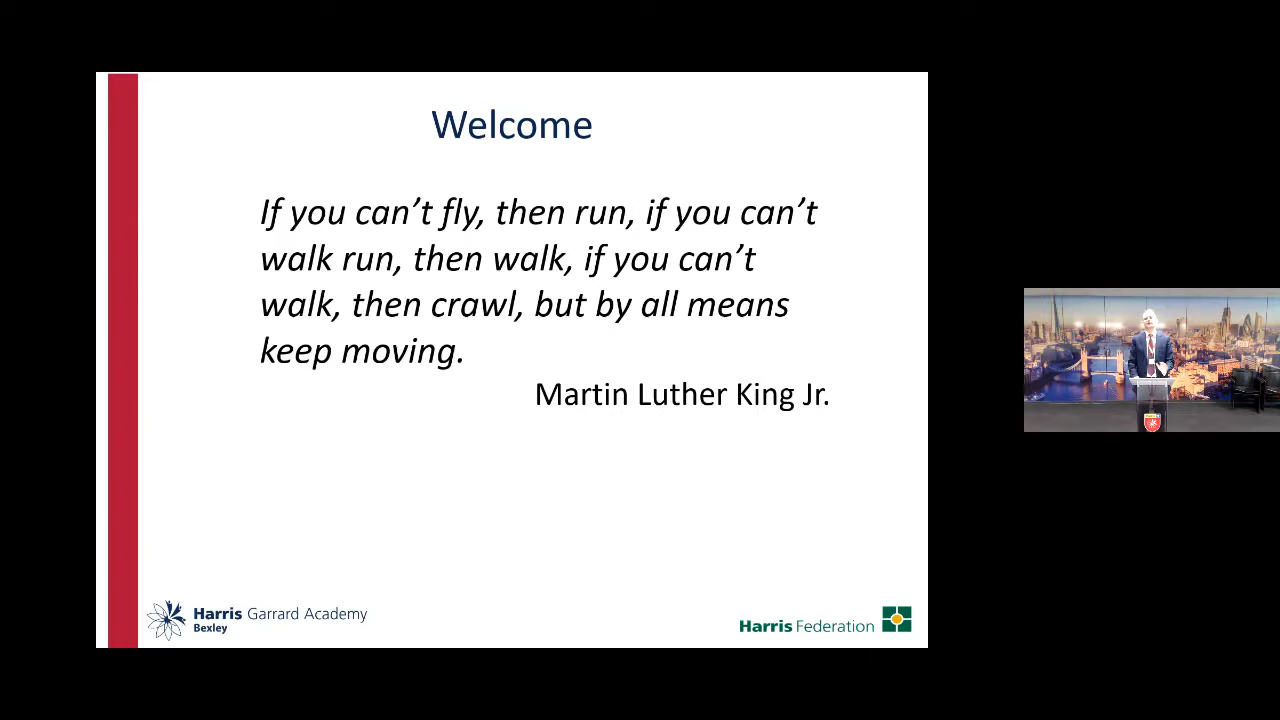 Welcome
If you can’t fly, then run, if you can’t
walk run, then walk, if you can’t
walk, then crawl, but by all means
keep moving.
Martin Luther King Jr.
Harris Garrard Academy
Bexley
Harris Federation